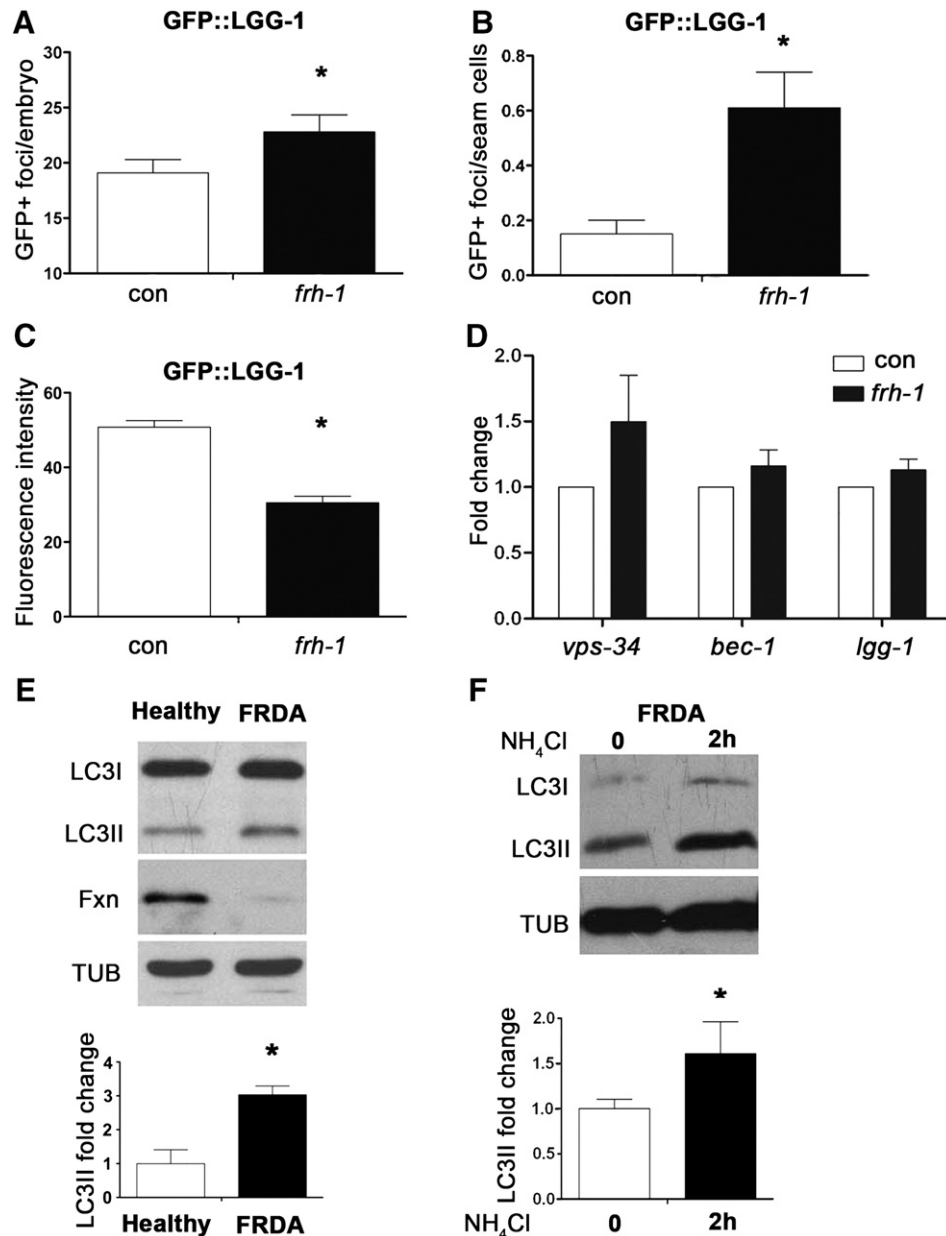 A
GFP::LGG-1
GFP+ foci/embryo
30
25
20
15
10
*
con
frh-1
B
GFP::LGG-1
GFP+ foci/seam cells
0.8
0.6
0.4
0.2
0.0
*
con
frh-1
C
GFP::LGG-1
Fluorescence intensity
60
40
20
0
*
con
frh-1
D
Fold change
2.0
1.5
1.0
0.5
0.0
con
frh-1
vps-34
bec-1
lgg-1
E
Healthy FRDA
LC3I
LC3II
Fxn
TUB
LC3II fold change
4
3
2
1
0
*
Healthy FRDA
F
FRDA
NH₄Cl 0 2h
LC3I
LC3II
TUB
LC3II fold change
2.0
1.5
1.0
0.5
0.0
*
NH₄Cl 0 2h